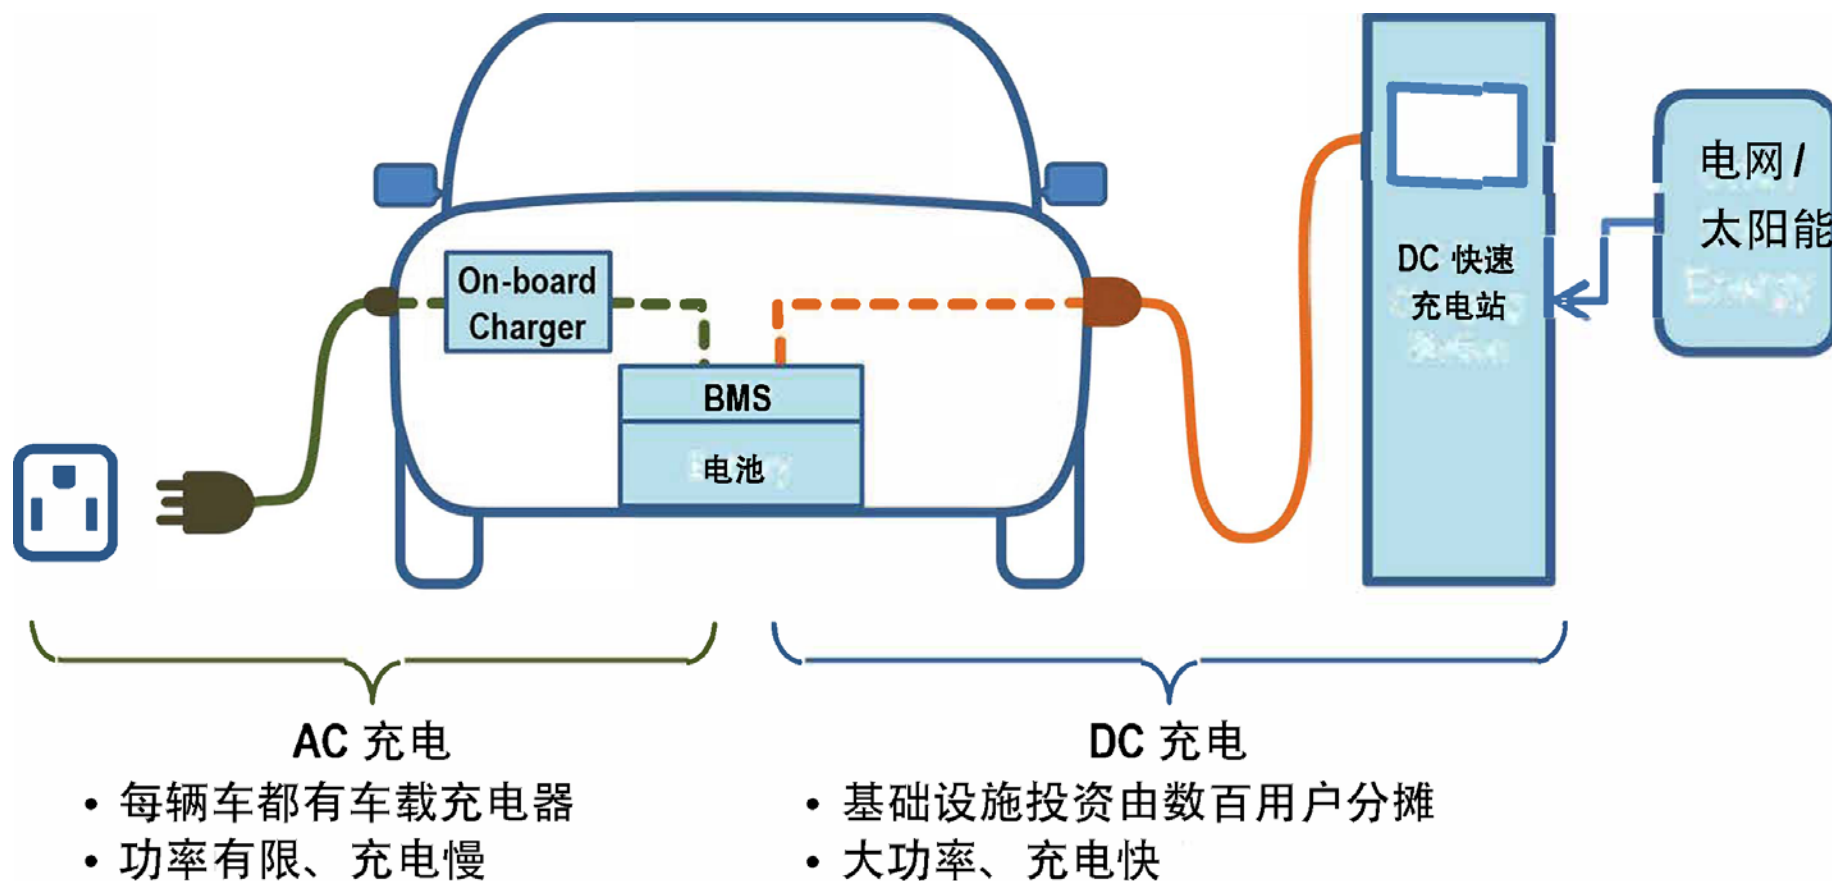 On-board
Charger
BMS
电池
DC 快速
充电站
电网/
太阳能
AC 充电
• 每辆车都有车载充电器
• 功率有限、充电慢
DC 充电
• 基础设施投资由数百用户分摊
• 大功率、充电快